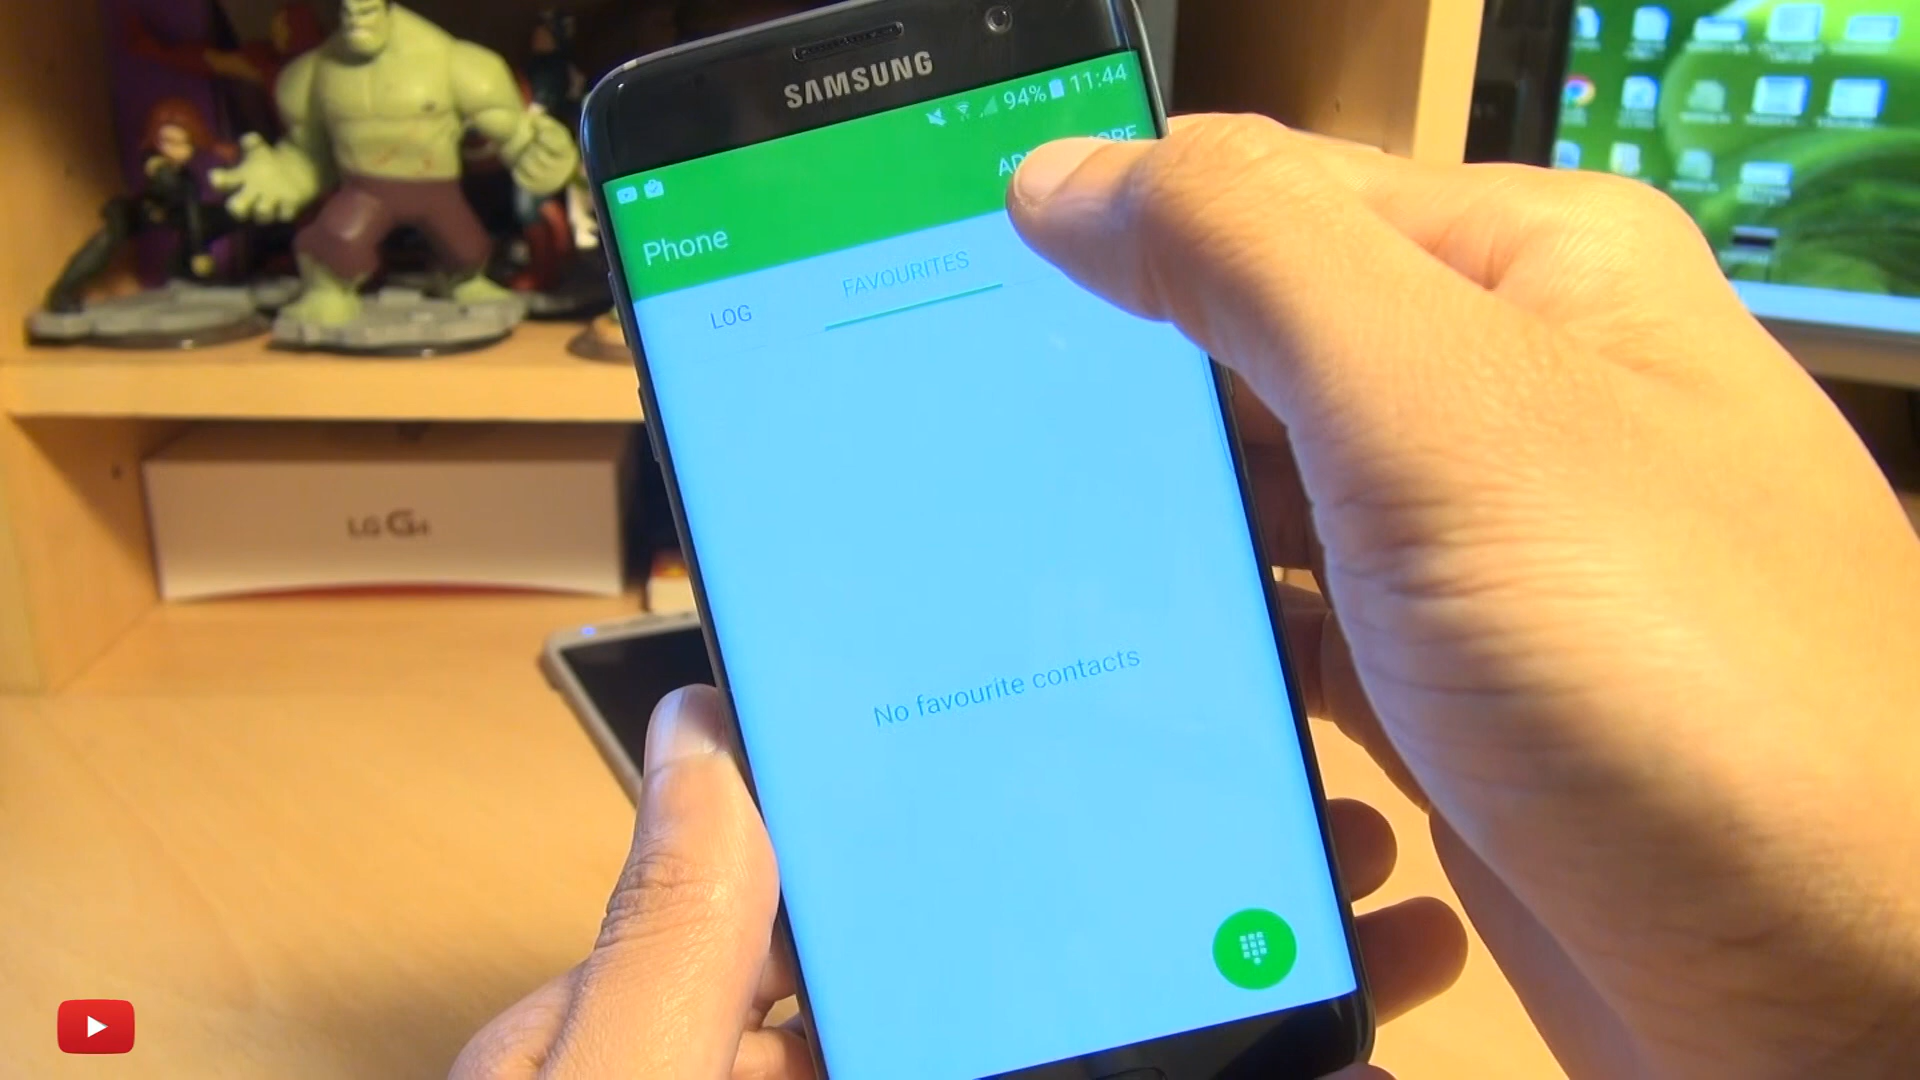 SAMSUNG
94% 11:44
Phone
LOG
FAVOURITES
No favourite contacts
LG G4